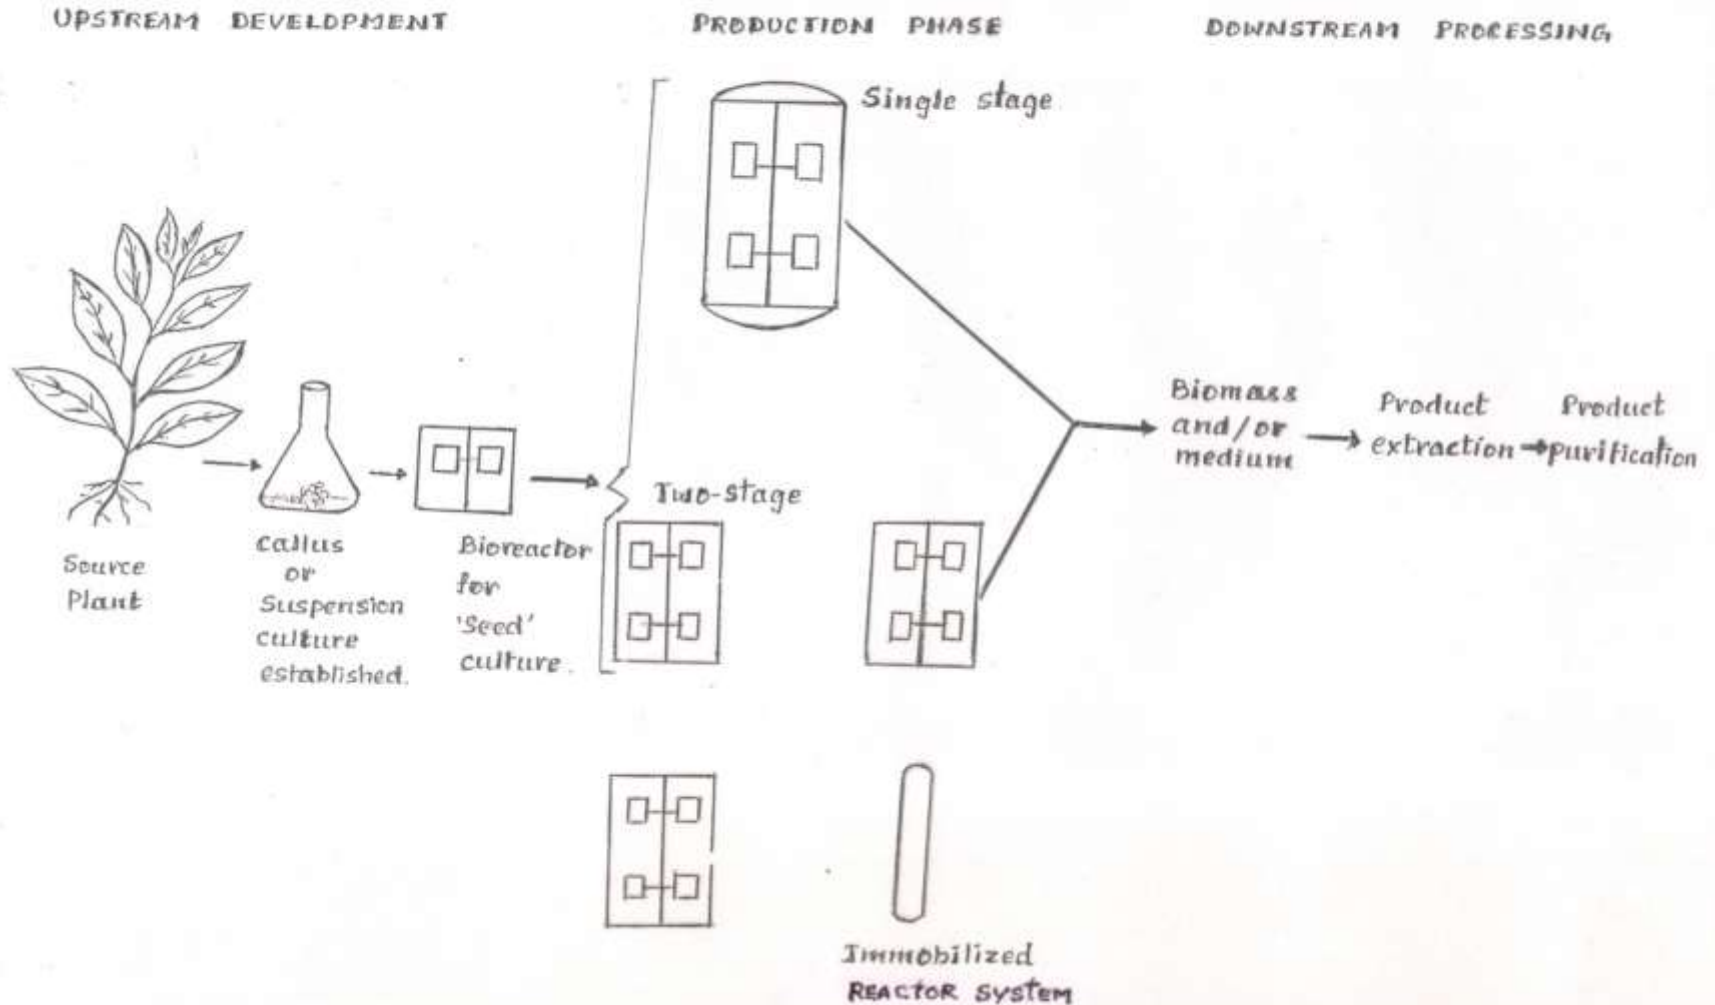 UPSTREAM DEVELOPMENT
PRODUCTION PHASE
DOWNSTREAM PROCESSING
Single stage
Source
Plant
Callus
or
Suspension
culture
established.
Bioreactor
for
'Seed'
culture.
Two-stage
Biomass
and/or
medium
Product
extraction
Product
purification
Immobilized
REACTOR SYSTEM